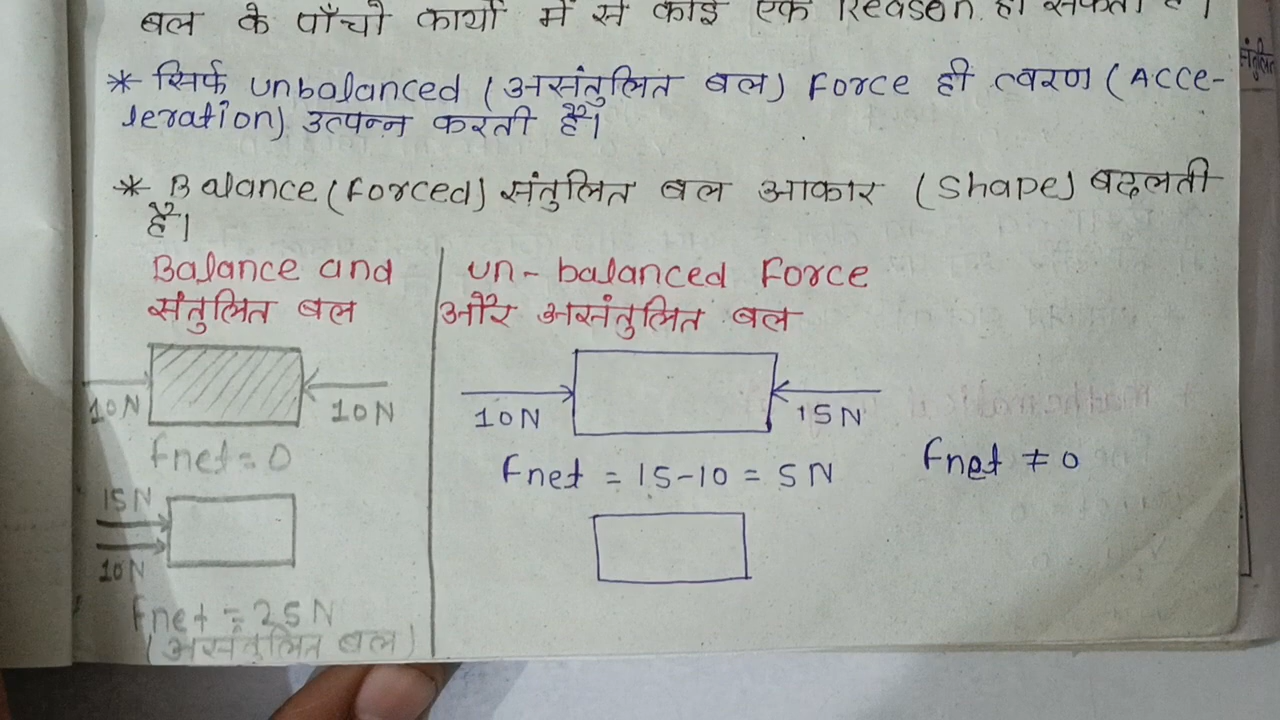 बल के पाँचो कार्यो में से कोई एक Reason हो सकता है।
* सिर्फ unbalanced (असंतुलित बल) Force ही त्वरण (Acce-
leration) उत्पन्न करती है।
* Balance (Forced) संतुलित बल आकार (Shape) बदलती
है।
Balance and
संतुलित बल
10N
10N
Fnet = 0
15N
10N
Fnet = 25N
(असंतुलित बल)
un-balanced Force
और असंतुलित बल
10N
15N
Fnet = 15-10 = 5N
Fnet ≠ 0